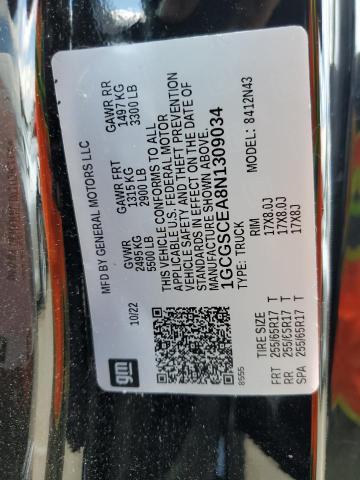 gm
MFD BY GENERAL MOTORS LLC
10/22
GVWR
2495 KG
5500 LB
GAWR FRT
1315 KG
2900 LB
GAWR RR
1497 KG
3300 LB
THIS VEHICLE CONFORMS TO ALL
APPLICABLE U.S. FEDERAL MOTOR
VEHICLE SAFETY AND THEFT PREVENTION
STANDARDS IN EFFECT ON THE DATE OF
MANUFACTURE SHOWN ABOVE.
1GCGSCEA8N1309034
TYPE: TRUCK
MODEL: 8412N43
8555
TIRE SIZE RIM
FRT 255/65R17 T 17X8.0J
RR 255/65R17 T 17X8.0J
SPA 255/65R17 T 17X8J